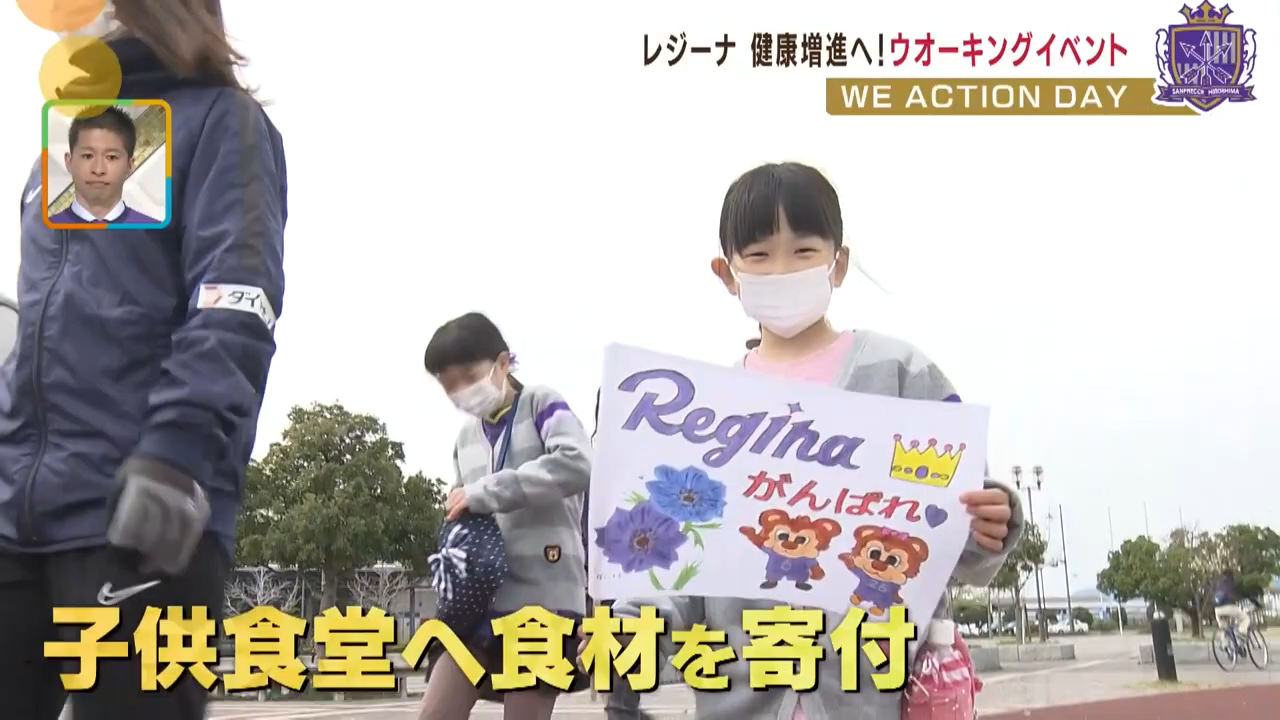 レジーナ 健康増進へ!ウオーキングイベント
WE ACTION DAY
SANFRECCE HIROSHIMA
Regina
がんばれ
子供食堂へ食材を寄付